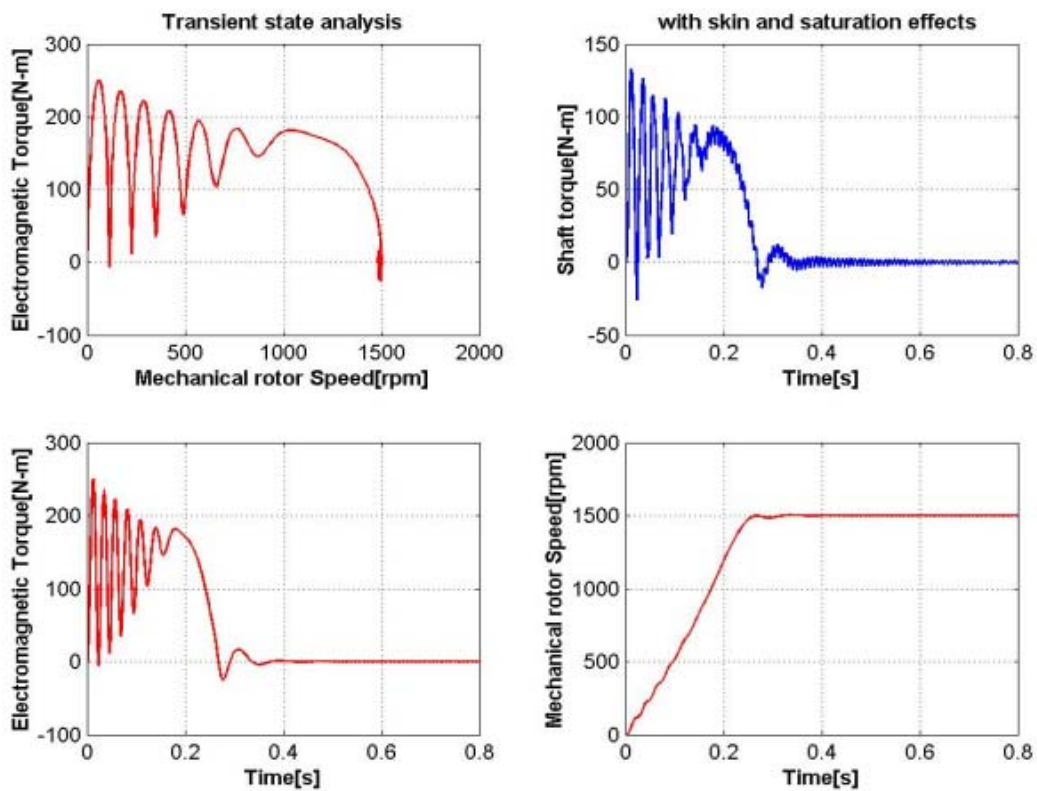 Transient state analysis
300
200
100
0
-100
Electromagnetic Torque[N-m]
0 500 1000 1500 2000
Mechanical rotor Speed[rpm]
with skin and saturation effects
150
100
50
0
-50
Shaft torque[N-m]
0 0.2 0.4 0.6 0.8
Time[s]
300
200
100
0
-100
Electromagnetic Torque[N-m]
0 0.2 0.4 0.6 0.8
Time[s]
2000
1500
1000
500
0
Mechanical rotor Speed[rpm]
0 0.2 0.4 0.6 0.8
Time[s]